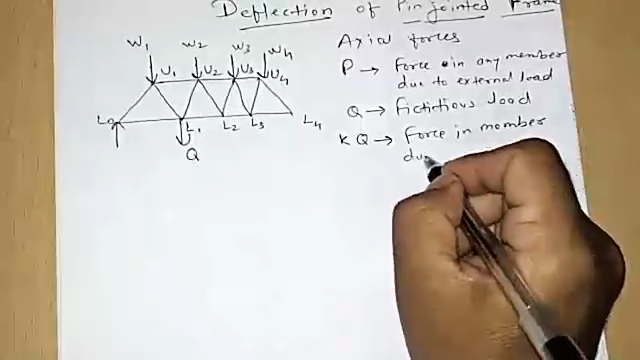 Deflection of Pin jointed Frame
W1 W2 W3 W4
U1 U2 U3 U4
L0 L1 L2 L3 L4
Q
Axial forces
P → Force in any member
due to external load
Q → Fictitious load
KQ → Force in member
du